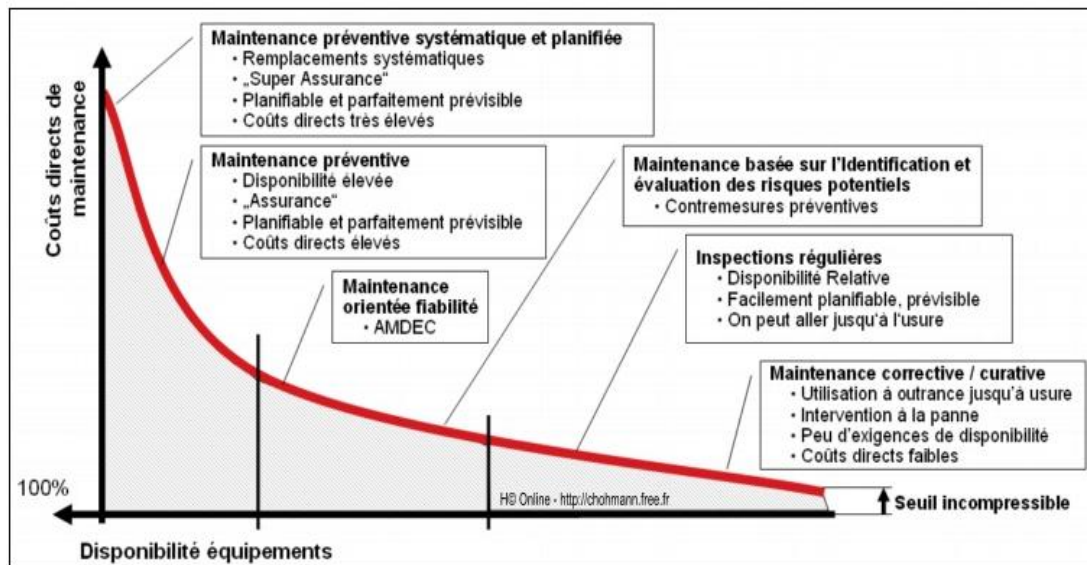 Coûts directs de
maintenance
Maintenance préventive systématique et planifiée
• Remplacements systématiques
• „Super Assurance“
• Planifiable et parfaitement prévisible
• Coûts directs très élevés
Maintenance préventive
• Disponibilité élevée
• „Assurance“
• Planifiable et parfaitement prévisible
• Coûts directs élevés
Maintenance
orientée fiabilité
• AMDEC
Maintenance basée sur l'Identification et
évaluation des risques potentiels
• Contremesures préventives
Inspections régulières
• Disponibilité Relative
• Facilement planifiable, prévisible
• On peut aller jusqu'à l'usure
Maintenance corrective / curative
• Utilisation à outrance jusqu'à usure
• Intervention à la panne
• Peu d'exigences de disponibilité
• Coûts directs faibles
100%
H© Online - http://chohmann.free.fr
Seuil incompressible
Disponibilité équipements